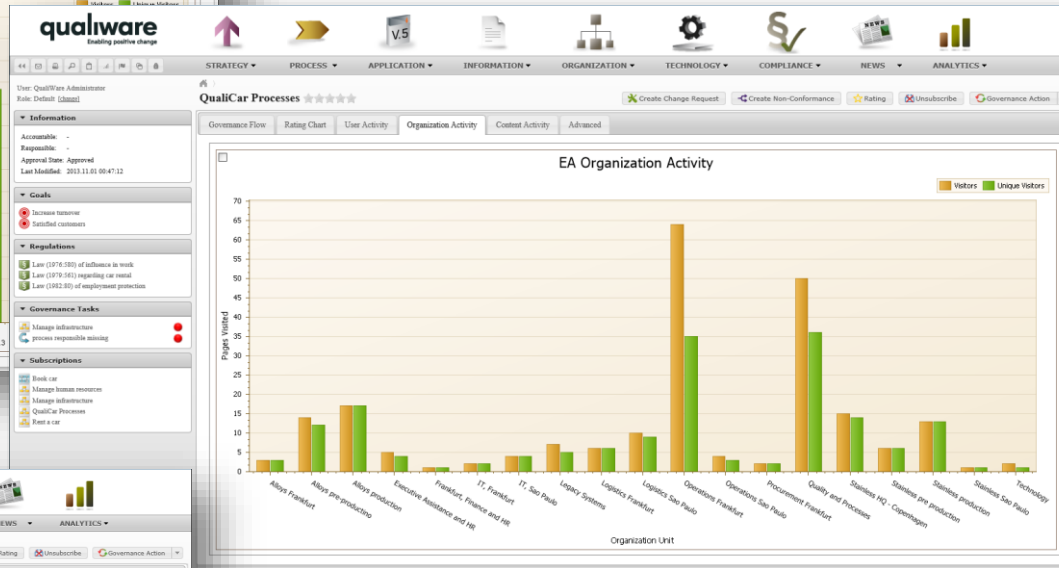 Visitors Unique Visitors
qualiware
Enabling positive change
V.5
NEWS
STRATEGY
PROCESS
APPLICATION
INFORMATION
ORGANIZATION
TECHNOLOGY
COMPLIANCE
NEWS
ANALYTICS
User: QualiWare Administrator
Role: Default [change]
QualiCar Processes
Create Change Request
Create Non-Conformance
Rating
Unsubscribe
Governance Action
Governance Flow
Rating Chart
User Activity
Organization Activity
Content Activity
Advanced
Information
Accountable: -
Responsible: -
Approval State: Approved
Last Modified: 2013.11.01 00:47:12
Goals
Increase turnover
Satisfied customers
Regulations
Law (1976:580) of influence in work
Law (1979:561) regarding car rental
Law (1982:80) of employment protection
Governance Tasks
Manage infrastructure
process responsible missing
Subscriptions
Book car
Manage human resources
Manage infrastructure
QualiCar Processes
Rent a car
EA Organization Activity
Visitors
Unique Visitors
Pages Visited
70
65
60
55
50
45
40
35
30
25
20
15
10
5
0
Alloys Frankfurt
Alloys pre-productino
Alloys production
Executive Assistance and HR
Frankfurt, Finance and HR
IT, Frankfurt
IT, Sao Paulo
Legacy Systems
Logistics Frankfurt
Logistics Sao Paulo
Operations Frankfurt
Operations Sao Paulo
Procurement Frankfurt
Quality and Processes
Stainless HQ - Copenhagen
Stainless pre production
Stainless production
Stainless Sao Paulo
Technology
Organization Unit
3
NEWS
EWS
ANALYTICS
Rating
Unsubscribe
Governance Action